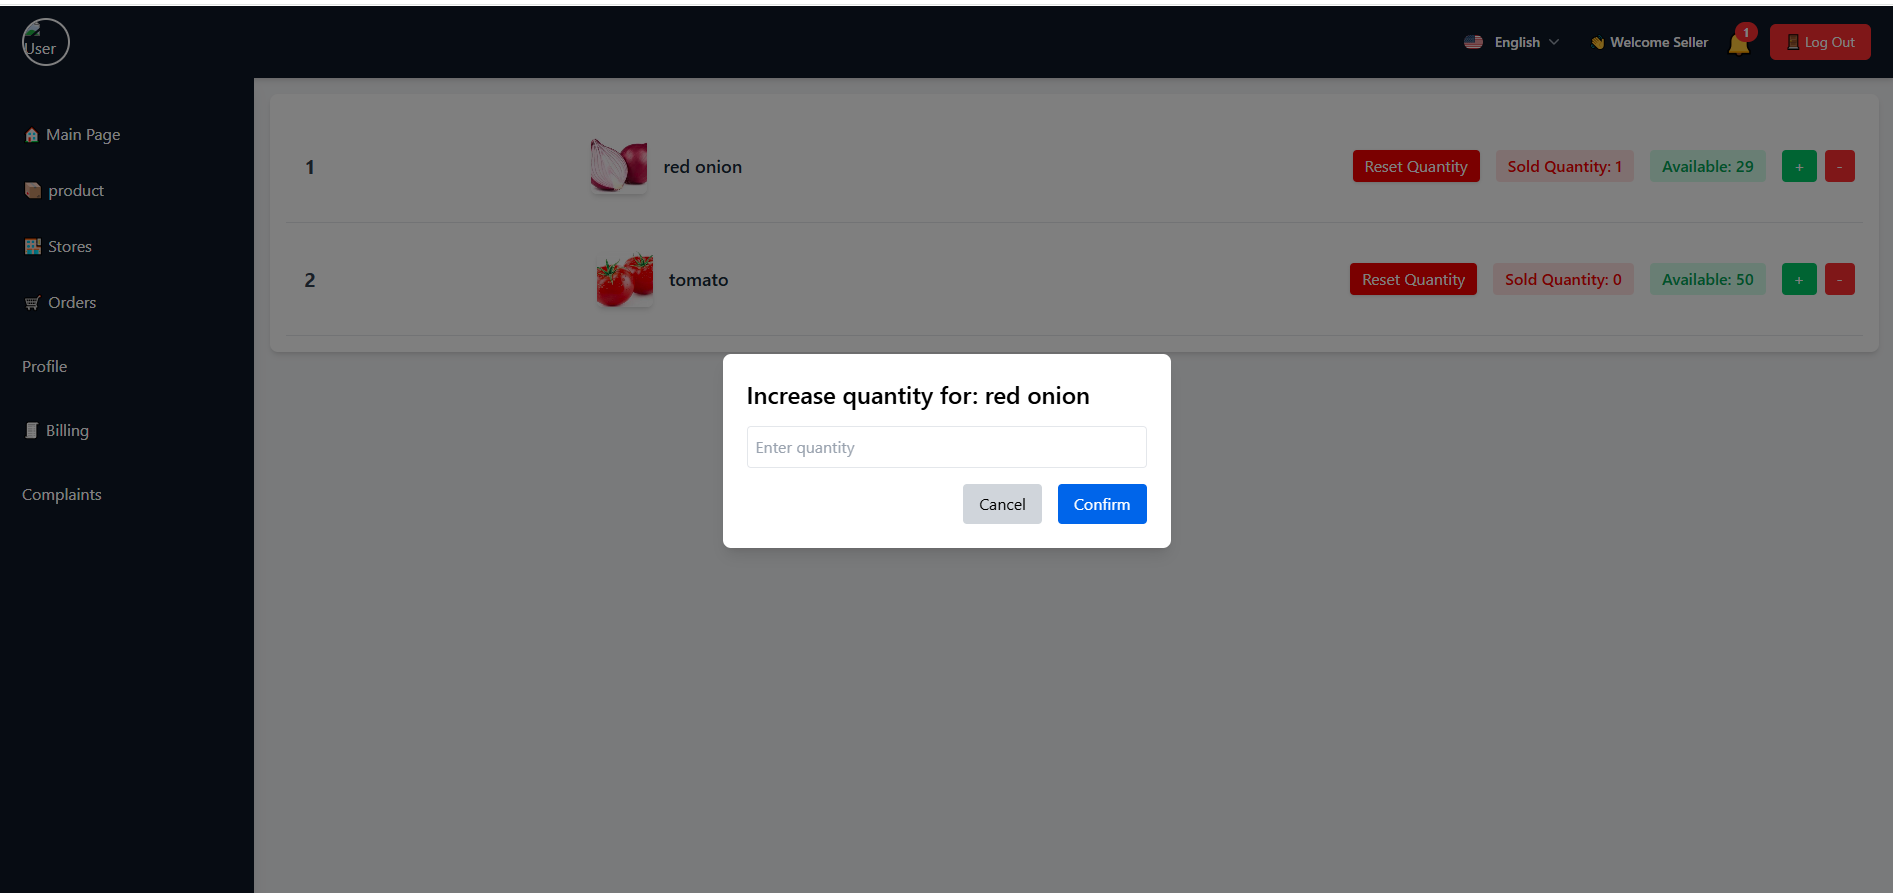 User
English
Welcome Seller
1
Log Out
Main Page
product
Stores
Orders
Profile
Billing
Complaints
1
red onion
Reset Quantity
Sold Quantity: 1
Available: 29
+
-
2
tomato
Reset Quantity
Sold Quantity: 0
Available: 50
+
-
Increase quantity for: red onion
Enter quantity
Cancel
Confirm